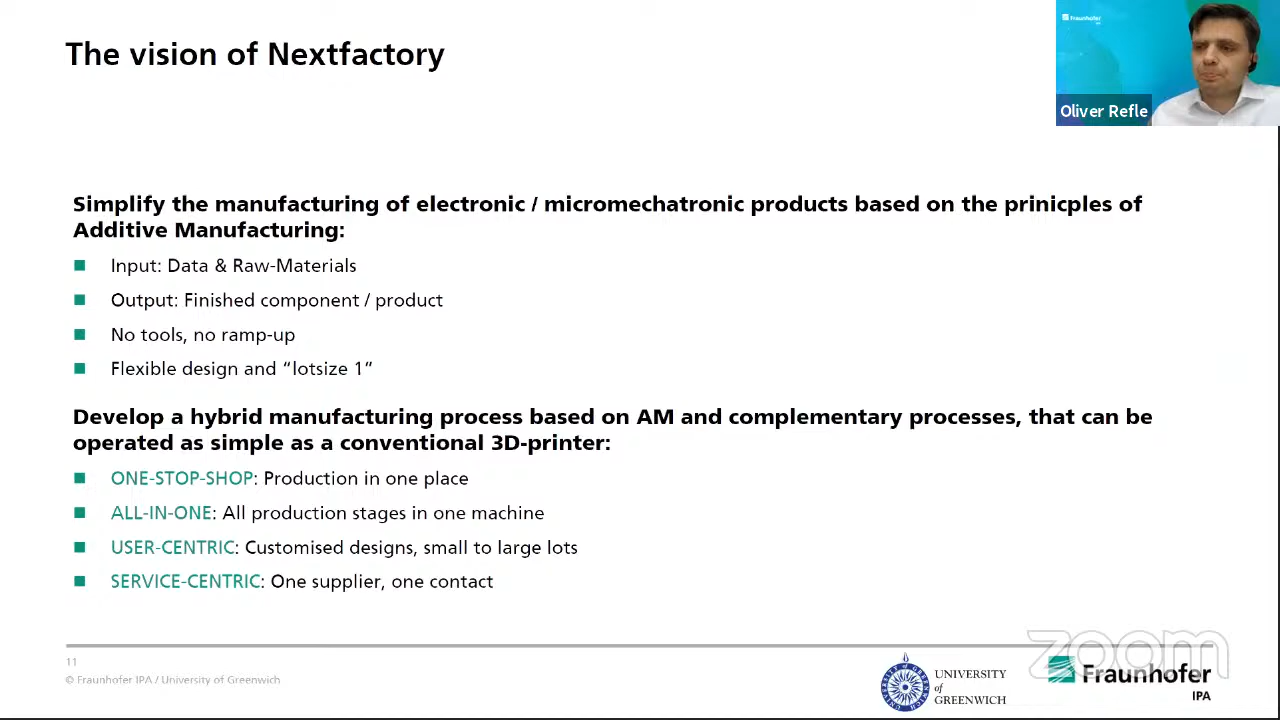 The vision of Nextfactory
Fraunhofer
IPA
Oliver Refle
Simplify the manufacturing of electronic / micromechatronic products based on the prinicples of
Additive Manufacturing:
Input: Data & Raw-Materials
Output: Finished component / product
No tools, no ramp-up
Flexible design and “lotsize 1”
Develop a hybrid manufacturing process based on AM and complementary processes, that can be
operated as simple as a conventional 3D-printer:
ONE-STOP-SHOP: Production in one place
ALL-IN-ONE: All production stages in one machine
USER-CENTRIC: Customised designs, small to large lots
SERVICE-CENTRIC: One supplier, one contact
11
© Fraunhofer IPA / University of Greenwich
UNIVERSITY
of
GREENWICH
zoom
Fraunhofer
IPA